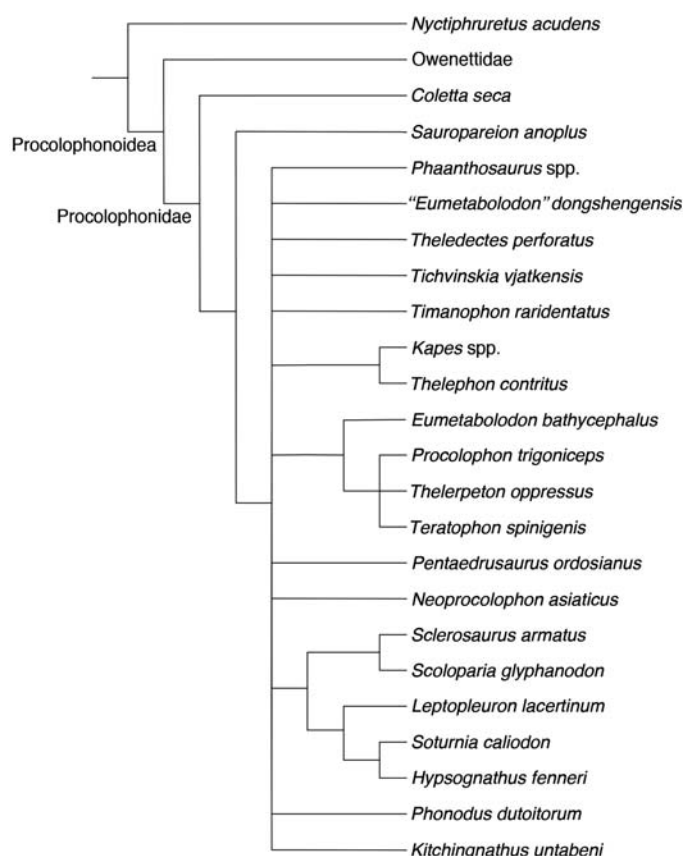 Nyctiphruretus acudens
Owenettidae
Coletta seca
Sauropareion anoplus
Procolophonoidea
Phaanthosaurus spp.
“Eumetabolodon” dongshengensis
Procolophonidae
Theledectes perforatus
Tichvinskia vjatkensis
Timanophon raridentatus
Kapes spp.
Thelephon contritus
Eumetabolodon bathycephalus
Procolophon trigoniceps
Thelerpeton oppressus
Teratophon spinigenis
Pentaedrusaurus ordosianus
Neoprocolophon asiaticus
Sclerosaurus armatus
Scoloparia glyphanodon
Leptopleuron lacertinum
Soturnia caliodon
Hypsognathus fenneri
Phonodus dutoitorum
Kitchingnathus untabeni